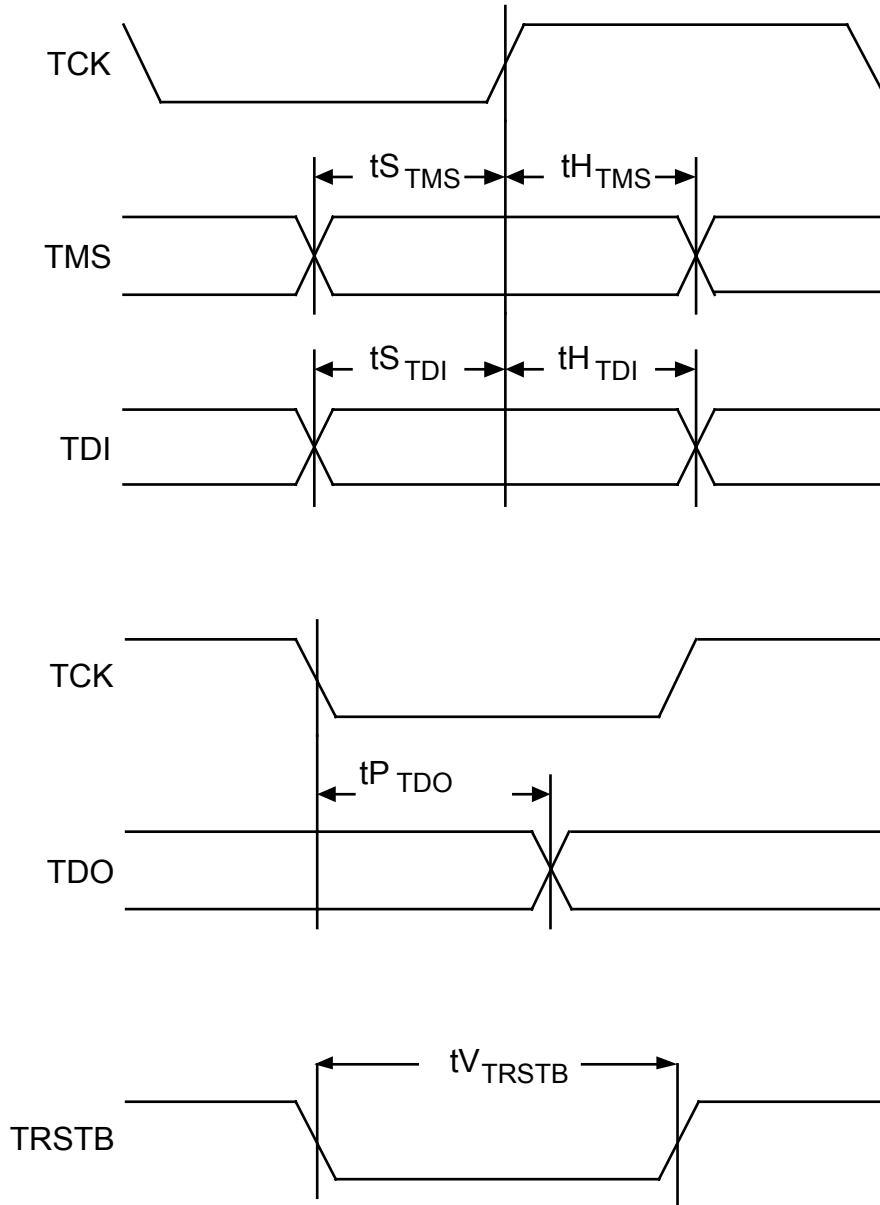 TCK
tS TMS tH TMS
TMS
tS TDI tH TDI
TDI
TCK
tP TDO
TDO
tV TRSTB
TRSTB